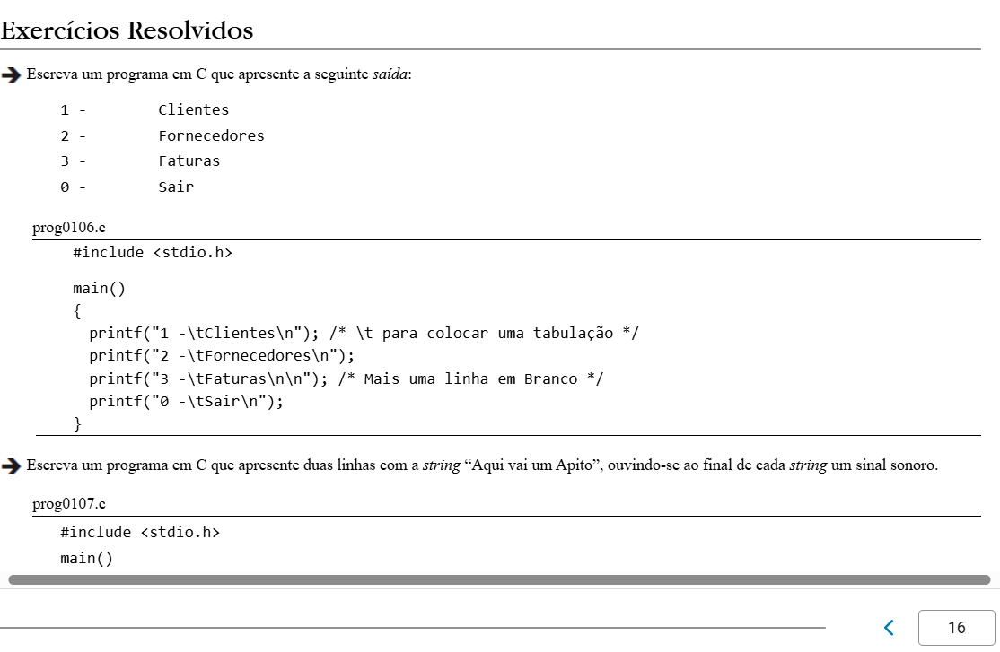 Exercícios Resolvidos
Escreva um programa em C que apresente a seguinte saída:
1 - Clientes
2 - Fornecedores
3 - Faturas
0 - Sair
prog0106.c
#include <stdio.h>
main()
{
printf("1 -\tClientes\n"); /* \t para colocar uma tabulação */
printf("2 -\tFornecedores\n");
printf("3 -\tFaturas\n\n"); /* Mais uma linha em Branco */
printf("0 -\tSair\n");
}
Escreva um programa em C que apresente duas linhas com a string “Aqui vai um Apito”, ouvindo-se ao final de cada string um sinal sonoro.
prog0107.c
#include <stdio.h>
main()
16